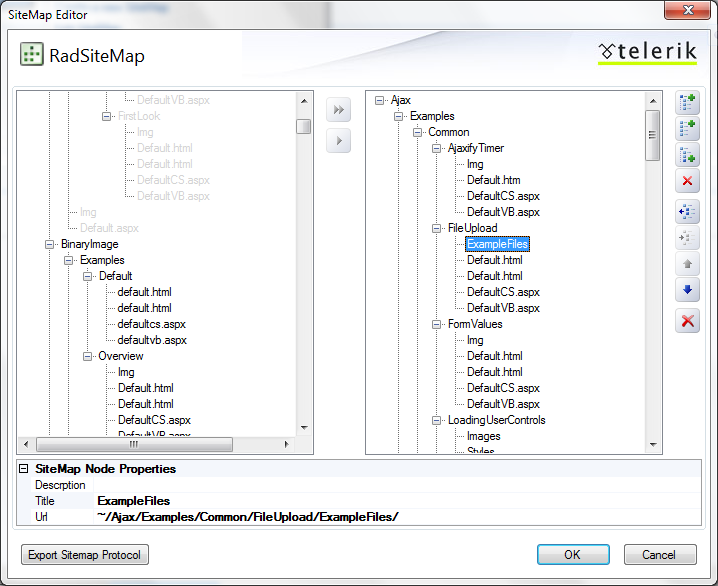 SiteMap Editor
RadSiteMap
telerik
DefaultVB.aspx
FirstLook
Img
Default.html
Default.html
DefaultCS.aspx
DefaultVB.aspx
Img
Default.aspx
BinaryImage
Examples
Default
default.html
default.html
defaultcs.aspx
defaultvb.aspx
Overview
Img
Default.html
Default.html
DefaultCS.aspx
DefaultVB.aspx
Ajax
Examples
Common
AjaxifyTimer
Img
Default.htm
DefaultCS.aspx
DefaultVB.aspx
FileUpload
ExampleFiles
Default.html
Default.html
DefaultCS.aspx
DefaultVB.aspx
FormValues
Img
Default.html
Default.html
DefaultCS.aspx
DefaultVB.aspx
LoadingUserControls
Images
Styles
SiteMap Node Properties
Descrption
Title ExampleFiles
Url ~/Ajax/Examples/Common/FileUpload/ExampleFiles/
Export Sitemap Protocol
OK
Cancel